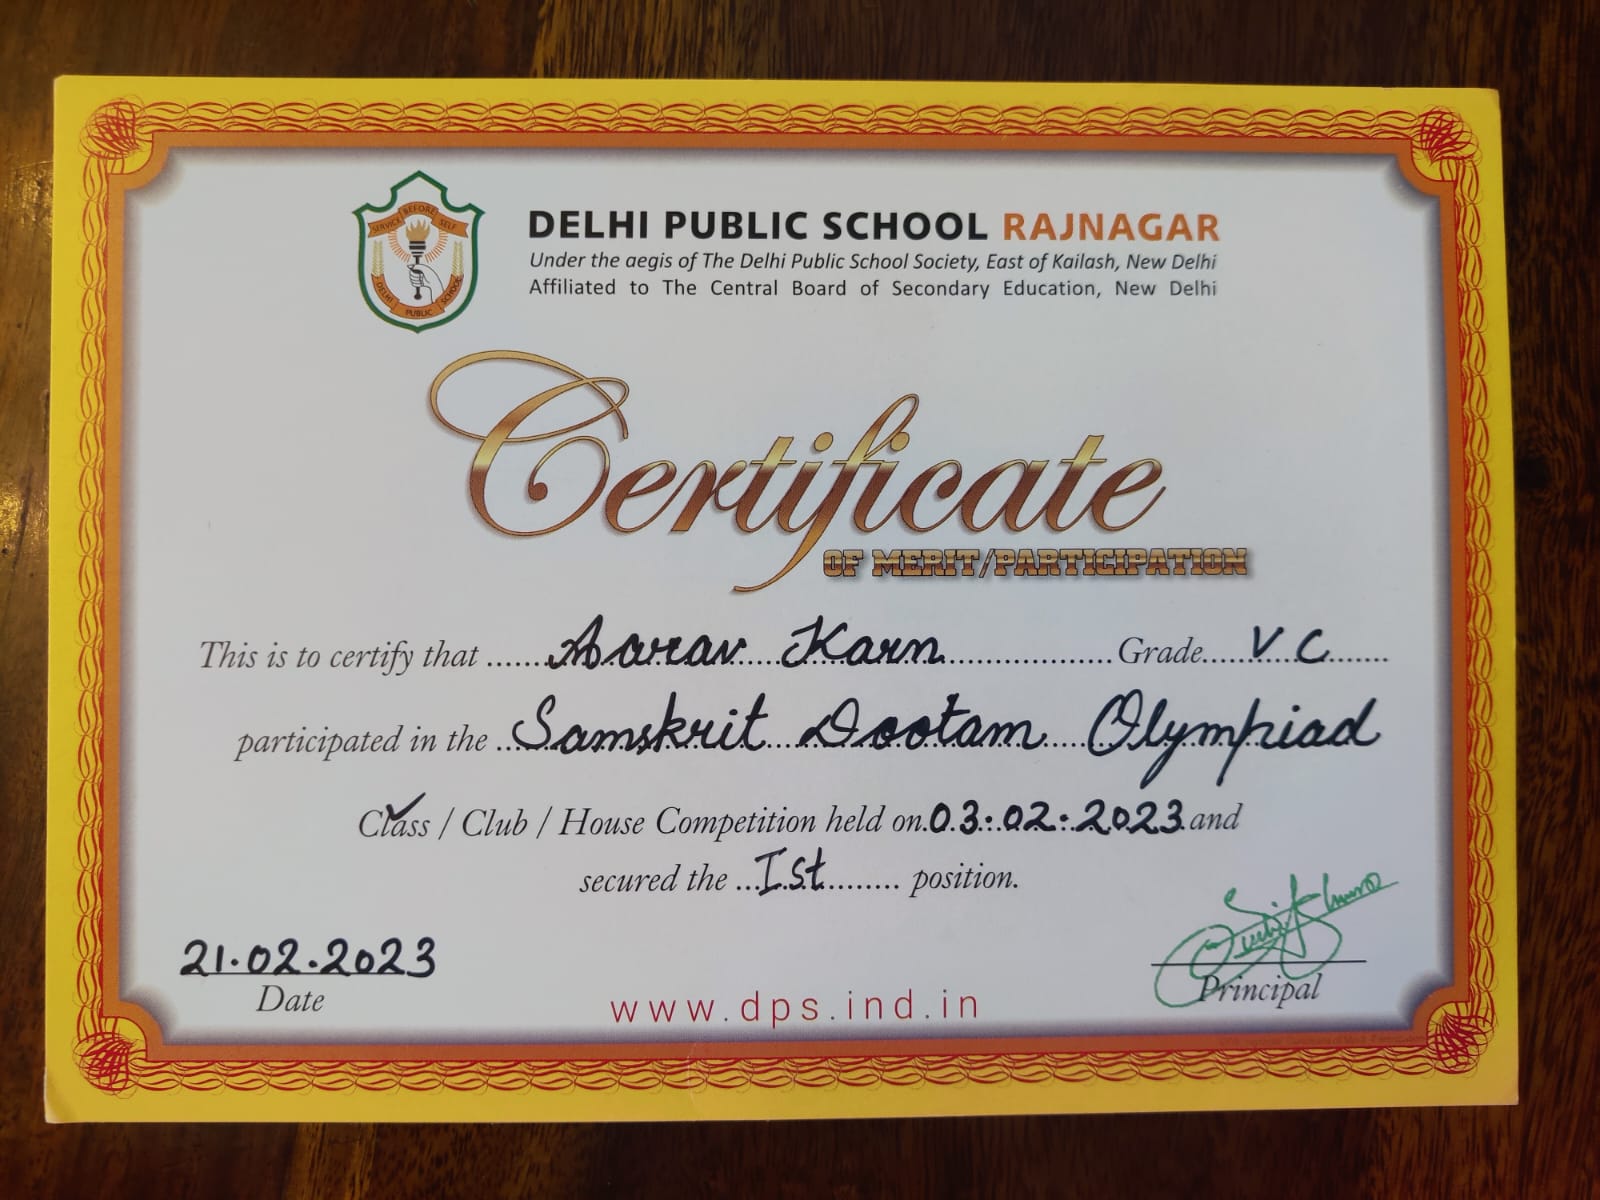 SERVICE BEFORE SELF
DELHI PUBLIC SCHOOL
DELHI PUBLIC SCHOOL RAJNAGAR
Under the aegis of The Delhi Public School Society, East of Kailash, New Delhi
Affiliated to The Central Board of Secondary Education, New Delhi
Certificate
OF MERIT/PARTICIPATION
This is to certify that ......Aarav Karn...... Grade......V C......
participated in the ...Samskrit Dootam Olympiad
Class / Club / House Competition held on.03.02.2023.and
secured the ...Ist......... position.
21.02.2023
Date
Principal
www.dps.ind.in